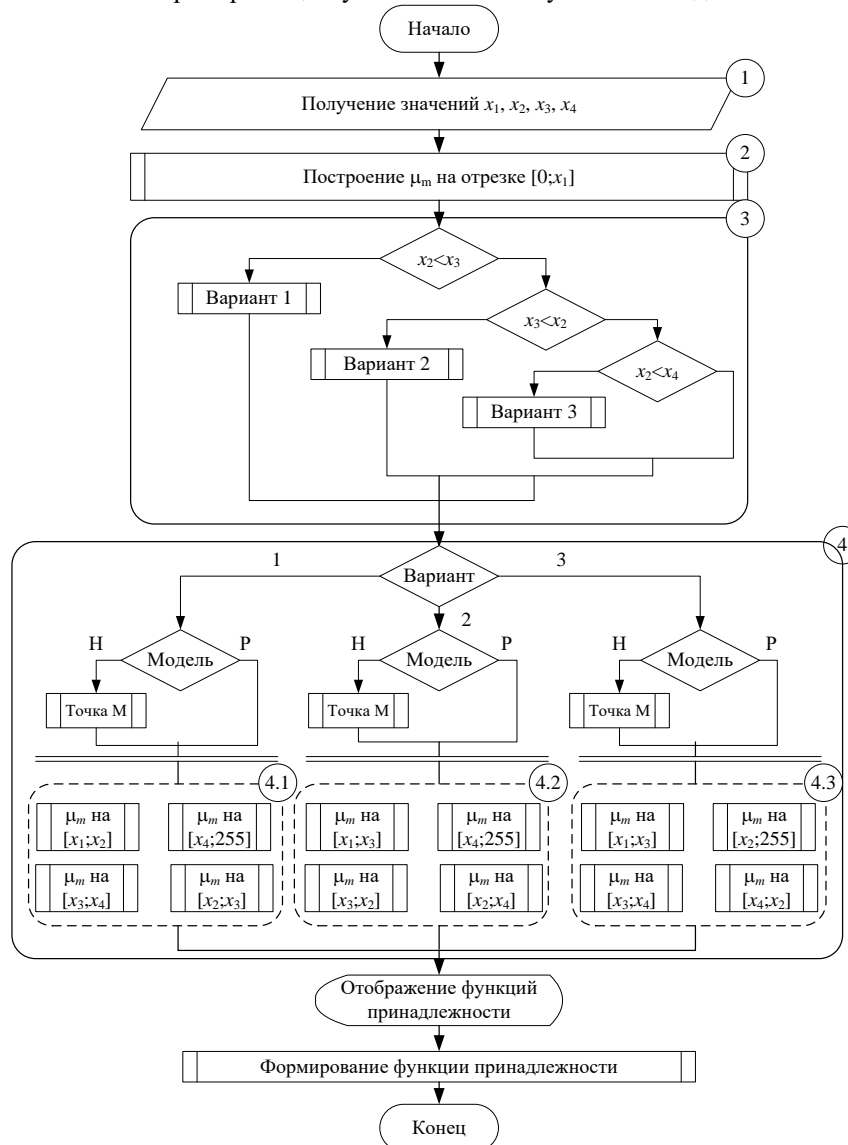 Начало
1
Получение значений x1, x2, x3, x4
2
Построение μm на отрезке [0;x1]
3
x2<x3
Вариант 1
x3<x2
Вариант 2
x2<x4
Вариант 3
4
1
Вариант
3
2
Н
Модель
Р
Н
Модель
Р
Н
Модель
Р
Точка М
Точка М
Точка М
4.1
4.2
4.3
μm на
[x1;x2]
μm на
[x4;255]
μm на
[x3;x4]
μm на
[x2;x3]
μm на
[x1;x3]
μm на
[x4;255]
μm на
[x3;x2]
μm на
[x2;x4]
μm на
[x1;x3]
μm на
[x2;255]
μm на
[x3;x4]
μm на
[x4;x2]
Отображение функций
принадлежности
Формирование функции принадлежности
Конец